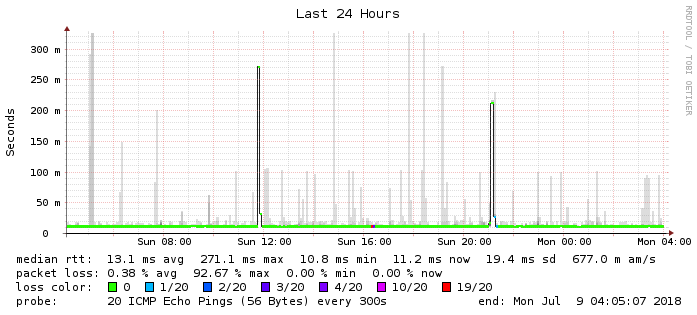 Last 24 Hours
RRDTOOL / TOBI OETIKER
Seconds
300 m
250 m
200 m
150 m
100 m
50 m
0
Sun 08:00 Sun 12:00 Sun 16:00 Sun 20:00 Mon 00:00 Mon 04:00
median rtt: 13.1 ms avg 271.1 ms max 10.8 ms min 11.2 ms now 19.4 ms sd 677.0 m am/s
packet loss: 0.38 % avg 92.67 % max 0.00 % min 0.00 % now
loss color: 0 1/20 2/20 3/20 4/20 10/20 19/20
probe: 20 ICMP Echo Pings (56 Bytes) every 300s end: Mon Jul 9 04:05:07 2018